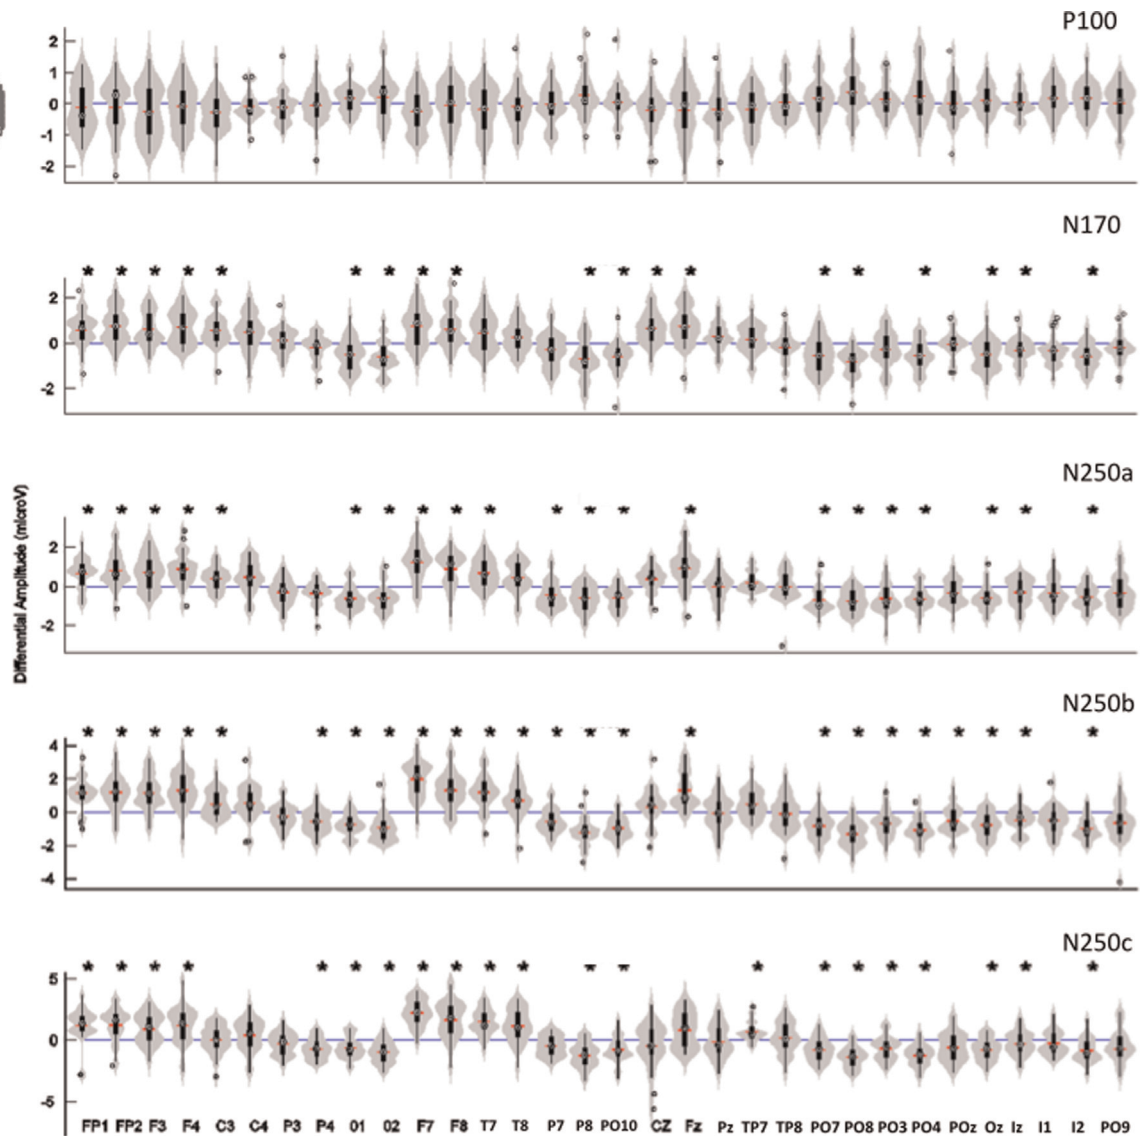 P100
2
1
0
-1
-2
N170
* * * * * * * * * * * * * * * * * * *
2
0
-2
N250a
* * * * * * * * * * * * * * * * * * * * * *
2
0
-2
Differential Amplitude (microV)
N250b
* * * * * * * * * * * * * * * * * * * * * * * *
4
2
0
-2
-4
N250c
* * * * * * * * * * * * * * * * * * * * * *
5
0
-5
FP1 FP2 F3 F4 C3 C4 P3 P4 01 02 F7 F8 T7 T8 P7 P8 PO10 CZ Fz Pz TP7 TP8 PO7 PO8 PO3 PO4 POz Oz Iz I1 I2 PO9